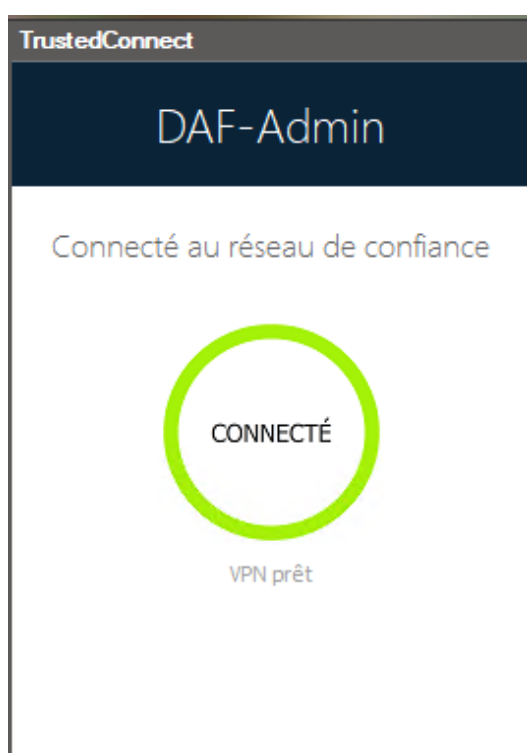 TrustedConnect
DAF-Admin
Connecté au réseau de confiance
CONNECTÉ
VPN prêt